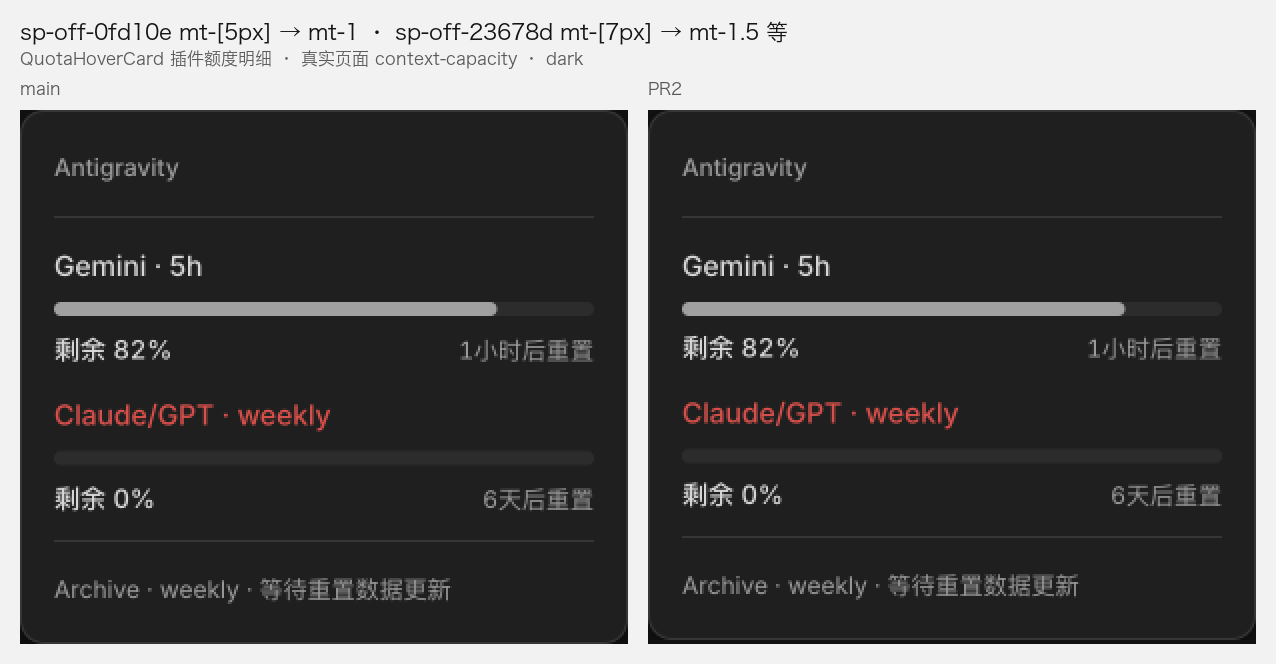 sp-off-0fd10e mt-[5px] → mt-1 ・ sp-off-23678d mt-[7px] → mt-1.5 等
QuotaHoverCard 插件额度明细 ・ 真实页面 context-capacity ・ dark
main
Antigravity
Gemini · 5h
剩余 82% 1小时后重置
Claude/GPT · weekly
剩余 0% 6天后重置
Archive · weekly · 等待重置数据更新
PR2
Antigravity
Gemini · 5h
剩余 82% 1小时后重置
Claude/GPT · weekly
剩余 0% 6天后重置
Archive · weekly · 等待重置数据更新